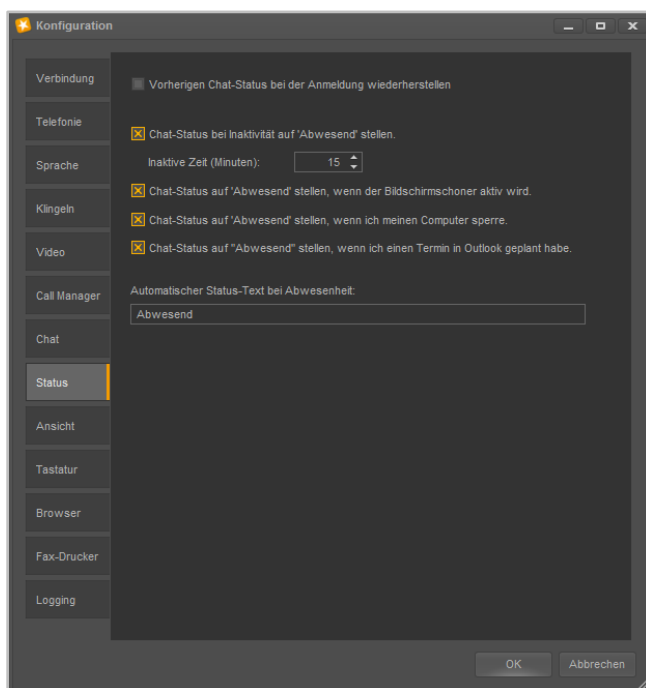 Konfiguration
Verbindung
Telefonie
Sprache
Klingeln
Video
Call Manager
Chat
Status
Ansicht
Tastatur
Browser
Fax-Drucker
Logging
Vorherigen Chat-Status bei der Anmeldung wiederherstellen
Chat-Status bei Inaktivität auf 'Abwesend' stellen.
Inaktive Zeit (Minuten): 15
Chat-Status auf 'Abwesend' stellen, wenn der Bildschirmschoner aktiv wird.
Chat-Status auf 'Abwesend' stellen, wenn ich meinen Computer sperre.
Chat-Status auf "Abwesend" stellen, wenn ich einen Termin in Outlook geplant habe.
Automatischer Status-Text bei Abwesenheit:
Abwesend
OK Abbrechen